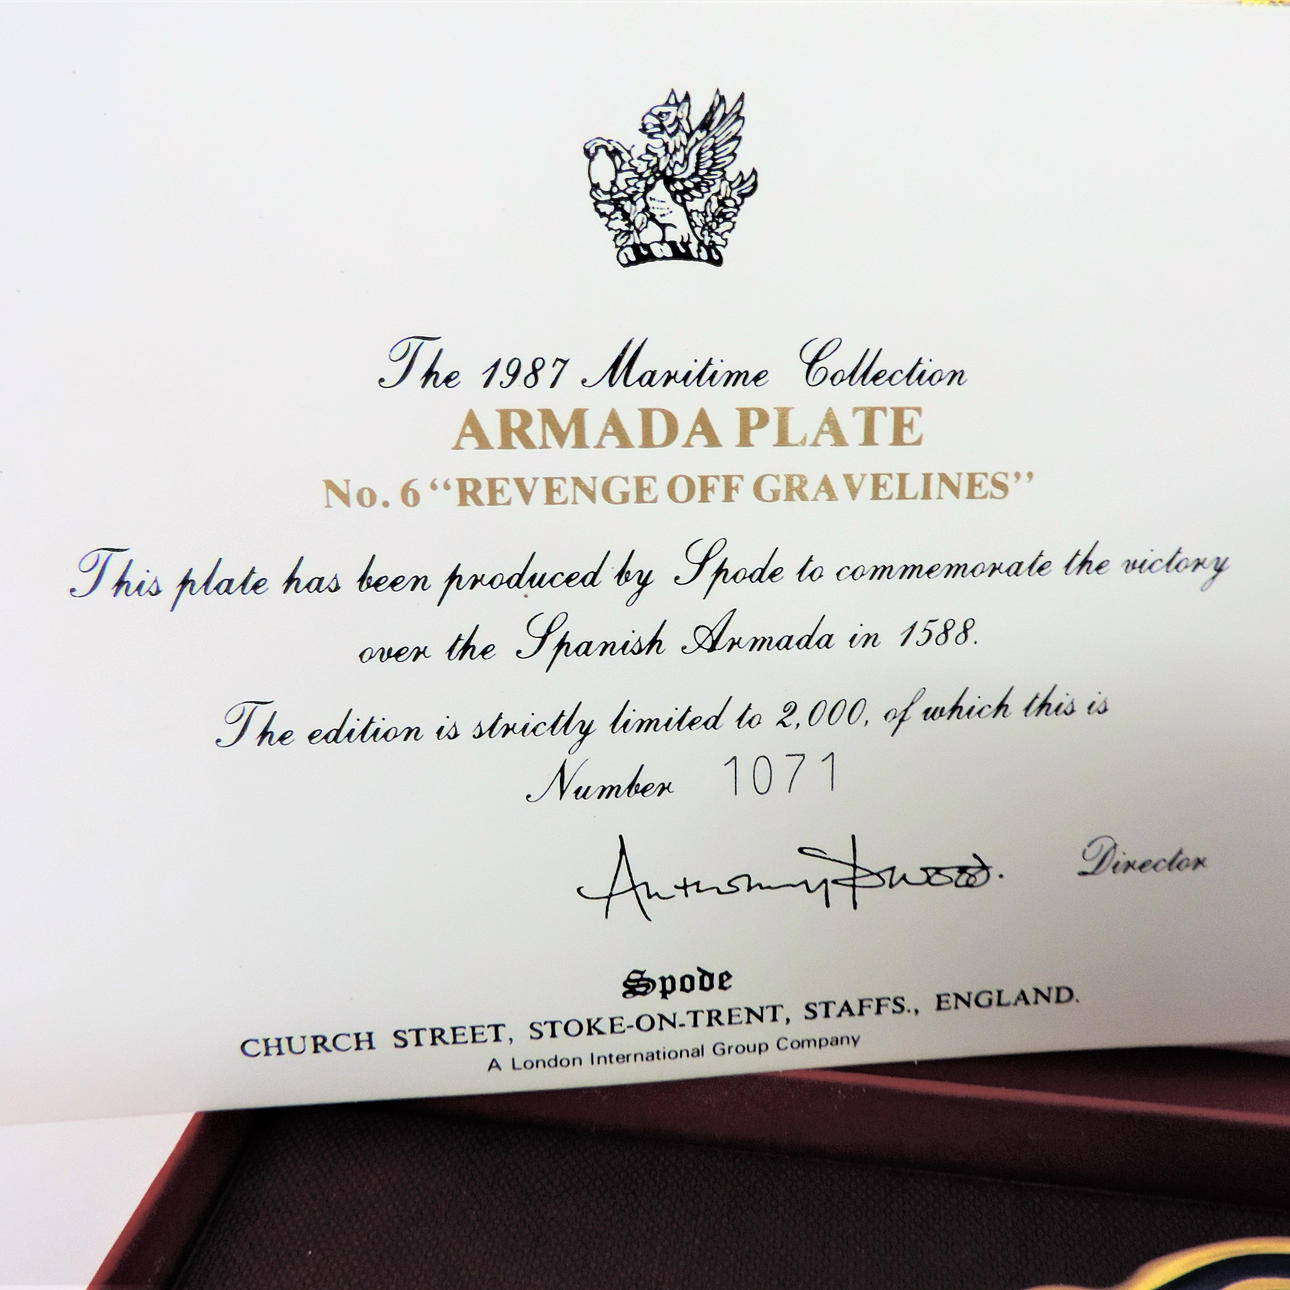 The 1987 Maritime Collection
ARMADA PLATE
No. 6 “REVENGE OFF GRAVELINES”
This plate has been produced by Spode to commemorate the victory
over the Spanish Armada in 1588.
The edition is strictly limited to 2,000, of which this is
Number 1071
Anthony Director
Spode
CHURCH STREET, STOKE-ON-TRENT, STAFFS., ENGLAND.
A London International Group Company